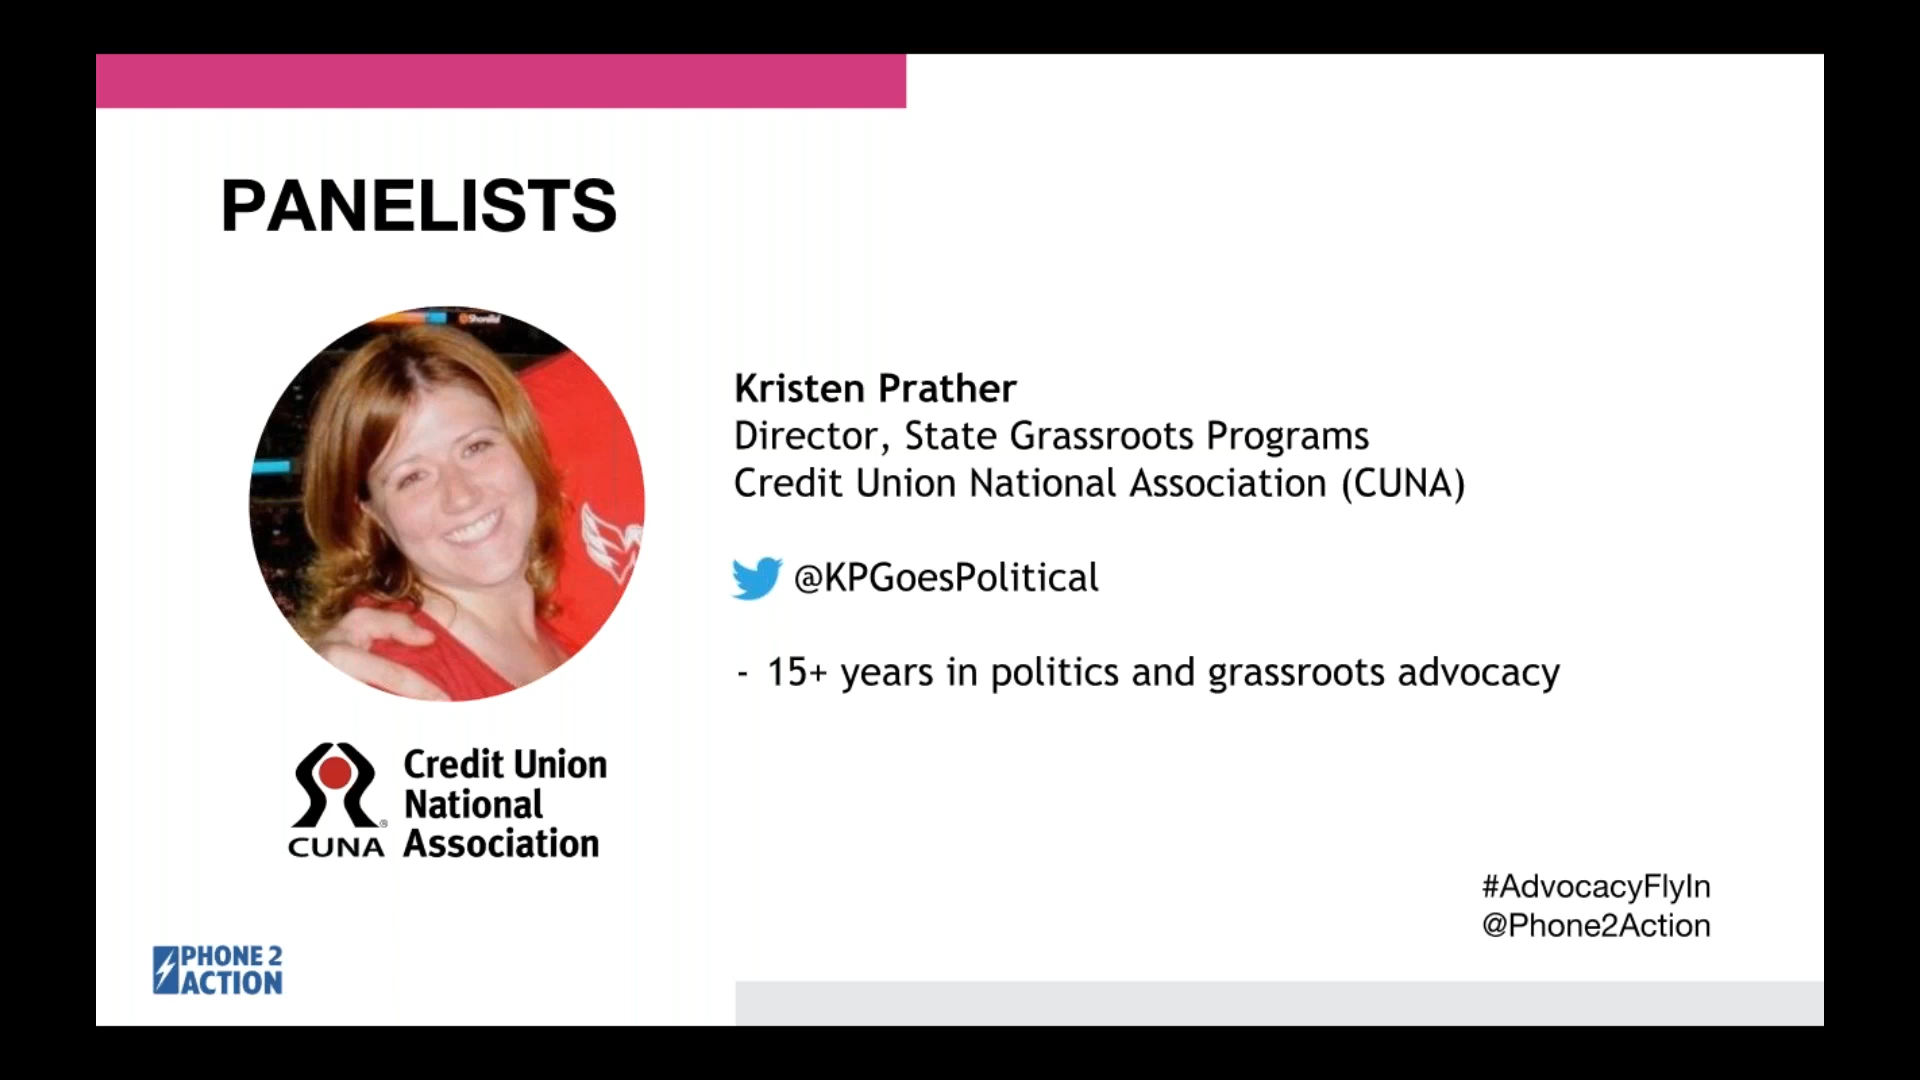 PANELISTS
ShoreTel
Kristen Prather
Director, State Grassroots Programs
Credit Union National Association (CUNA)
@KPGoesPolitical
- 15+ years in politics and grassroots advocacy
Credit Union
National
Association
CUNA
®
#AdvocacyFlyIn
@Phone2Action
PHONE 2
ACTION